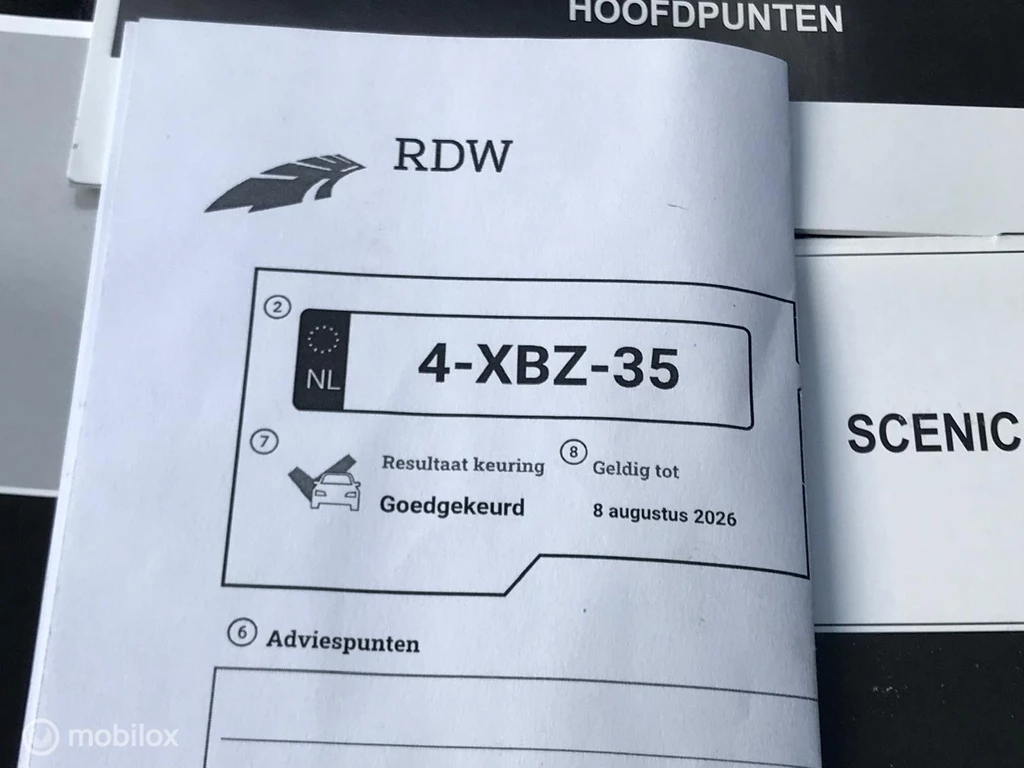 HOOFDPUNTEN
RDW
2
NL
4-XBZ-35
7
Resultaat keuring
Goedgekeurd
8
Geldig tot
8 augustus 2026
SCENIC
6
Adviespunten
mobilox